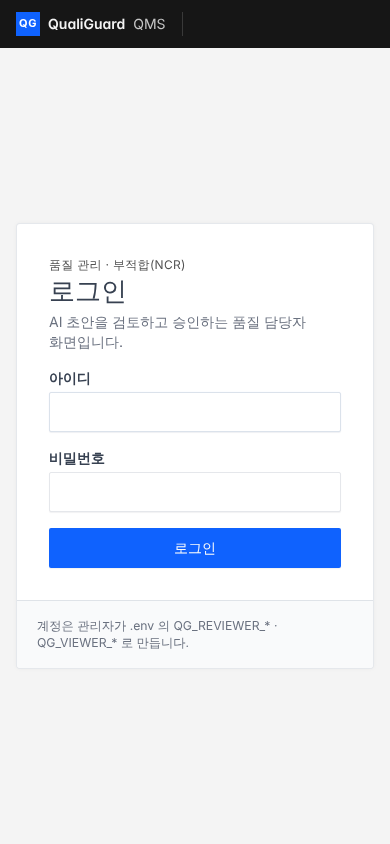 QG QualiGuard QMS
품질 관리 · 부적합(NCR)
로그인
AI 초안을 검토하고 승인하는 품질 담당자
화면입니다.
아이디
비밀번호
로그인
계정은 관리자가 .env 의 QG_REVIEWER_* ·
QG_VIEWER_* 로 만듭니다.